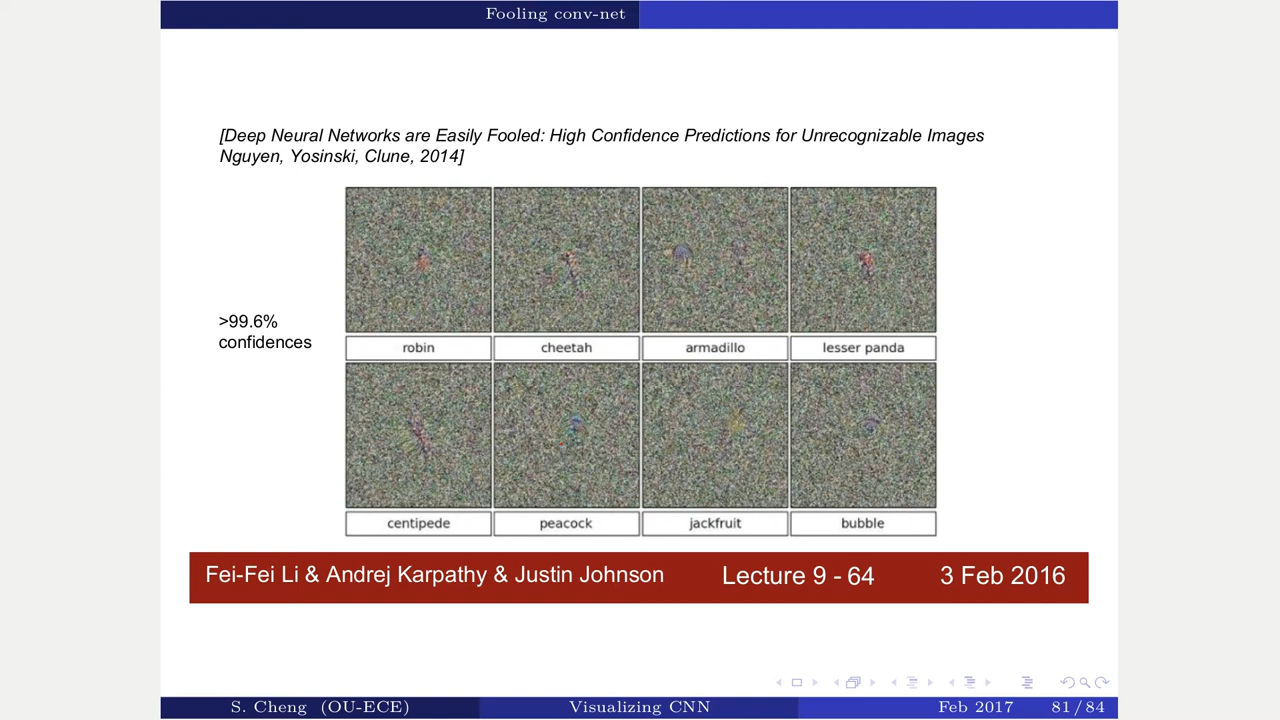 Fooling conv-net
[Deep Neural Networks are Easily Fooled: High Confidence Predictions for Unrecognizable Images
Nguyen, Yosinski, Clune, 2014]
>99.6%
confidences
robin cheetah armadillo lesser panda
centipede peacock jackfruit bubble
Fei-Fei Li & Andrej Karpathy & Justin Johnson Lecture 9 - 64 3 Feb 2016
S. Cheng (OU-ECE) Visualizing CNN Feb 2017 81 / 84